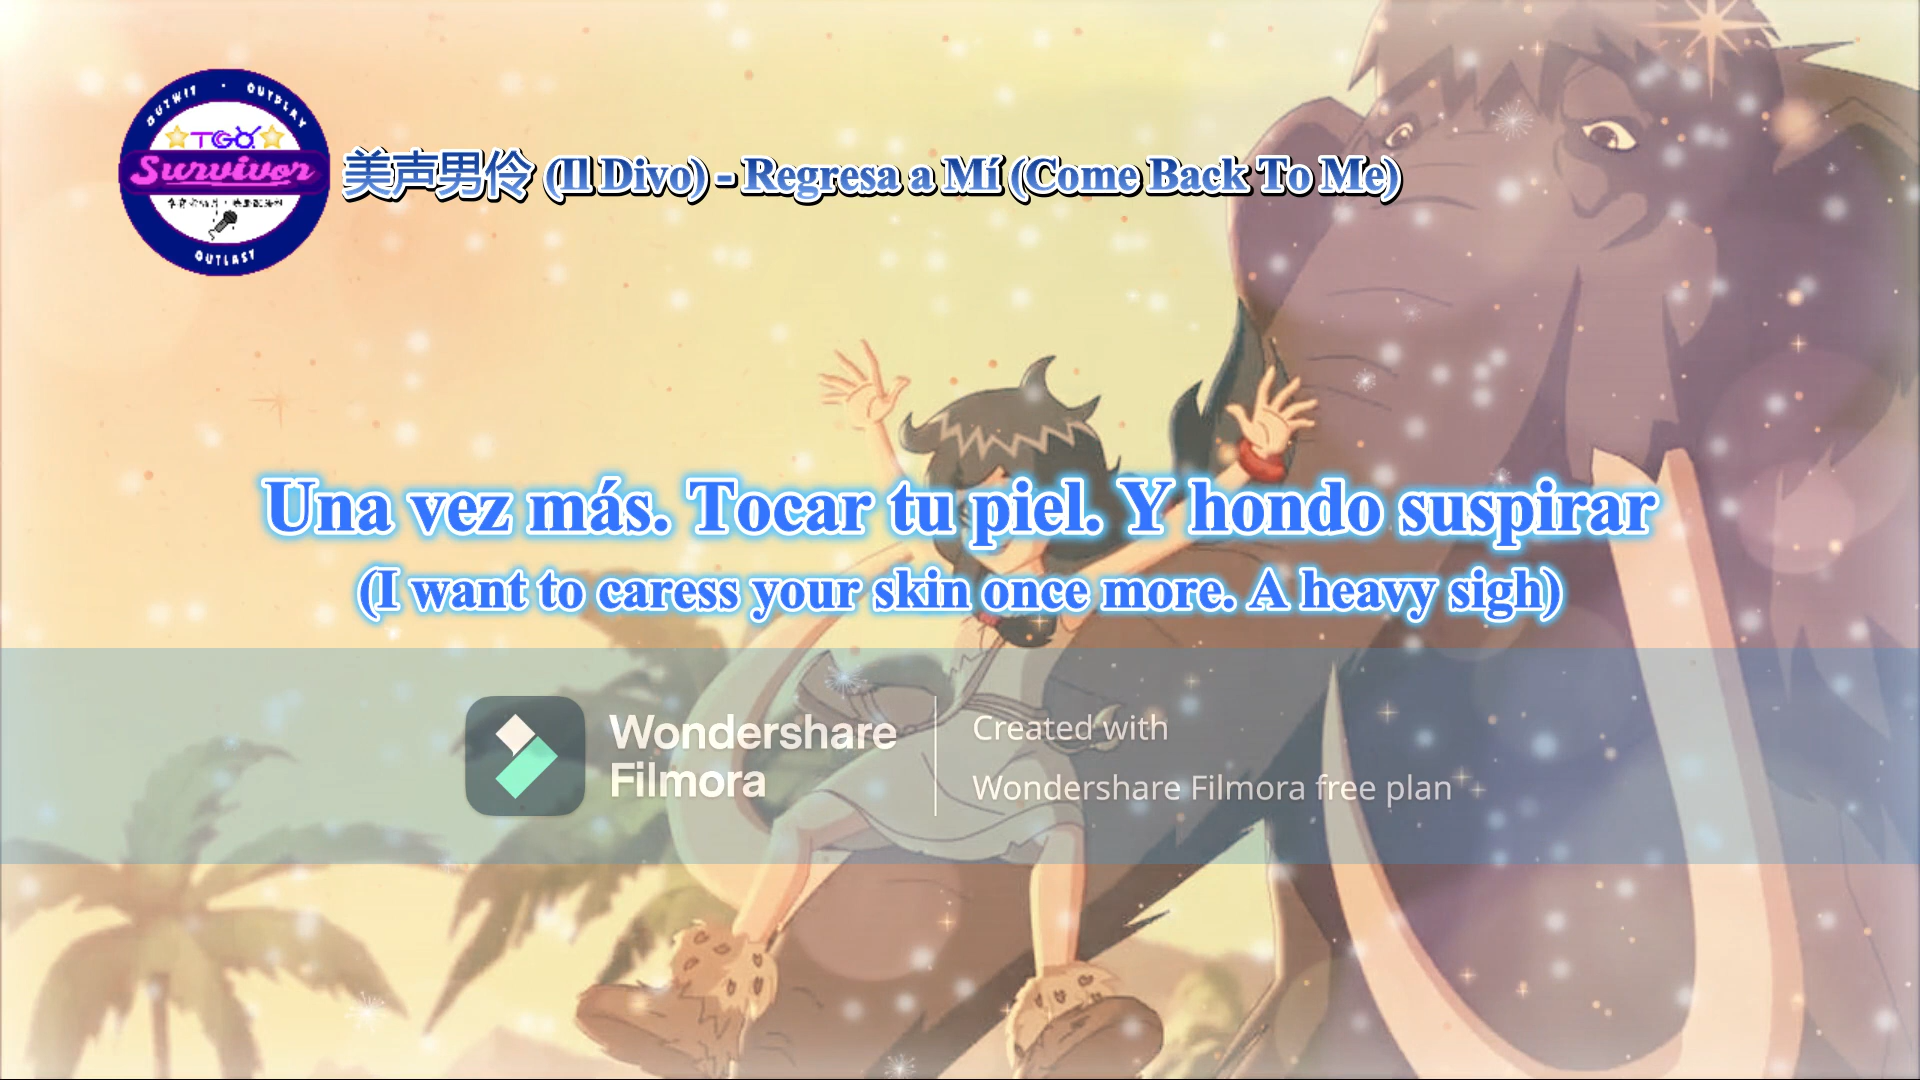 OUTWIT · OUTPLAY
TGO
Survivor
OUTLAST
美声男伶 (Il Divo) - Regresa a Mí (Come Back To Me)
Una vez más. Tocar tu piel. Y hondo suspirar
(I want to caress your skin once more. A heavy sigh)
Wondershare
Filmora
Created with
Wondershare Filmora free plan